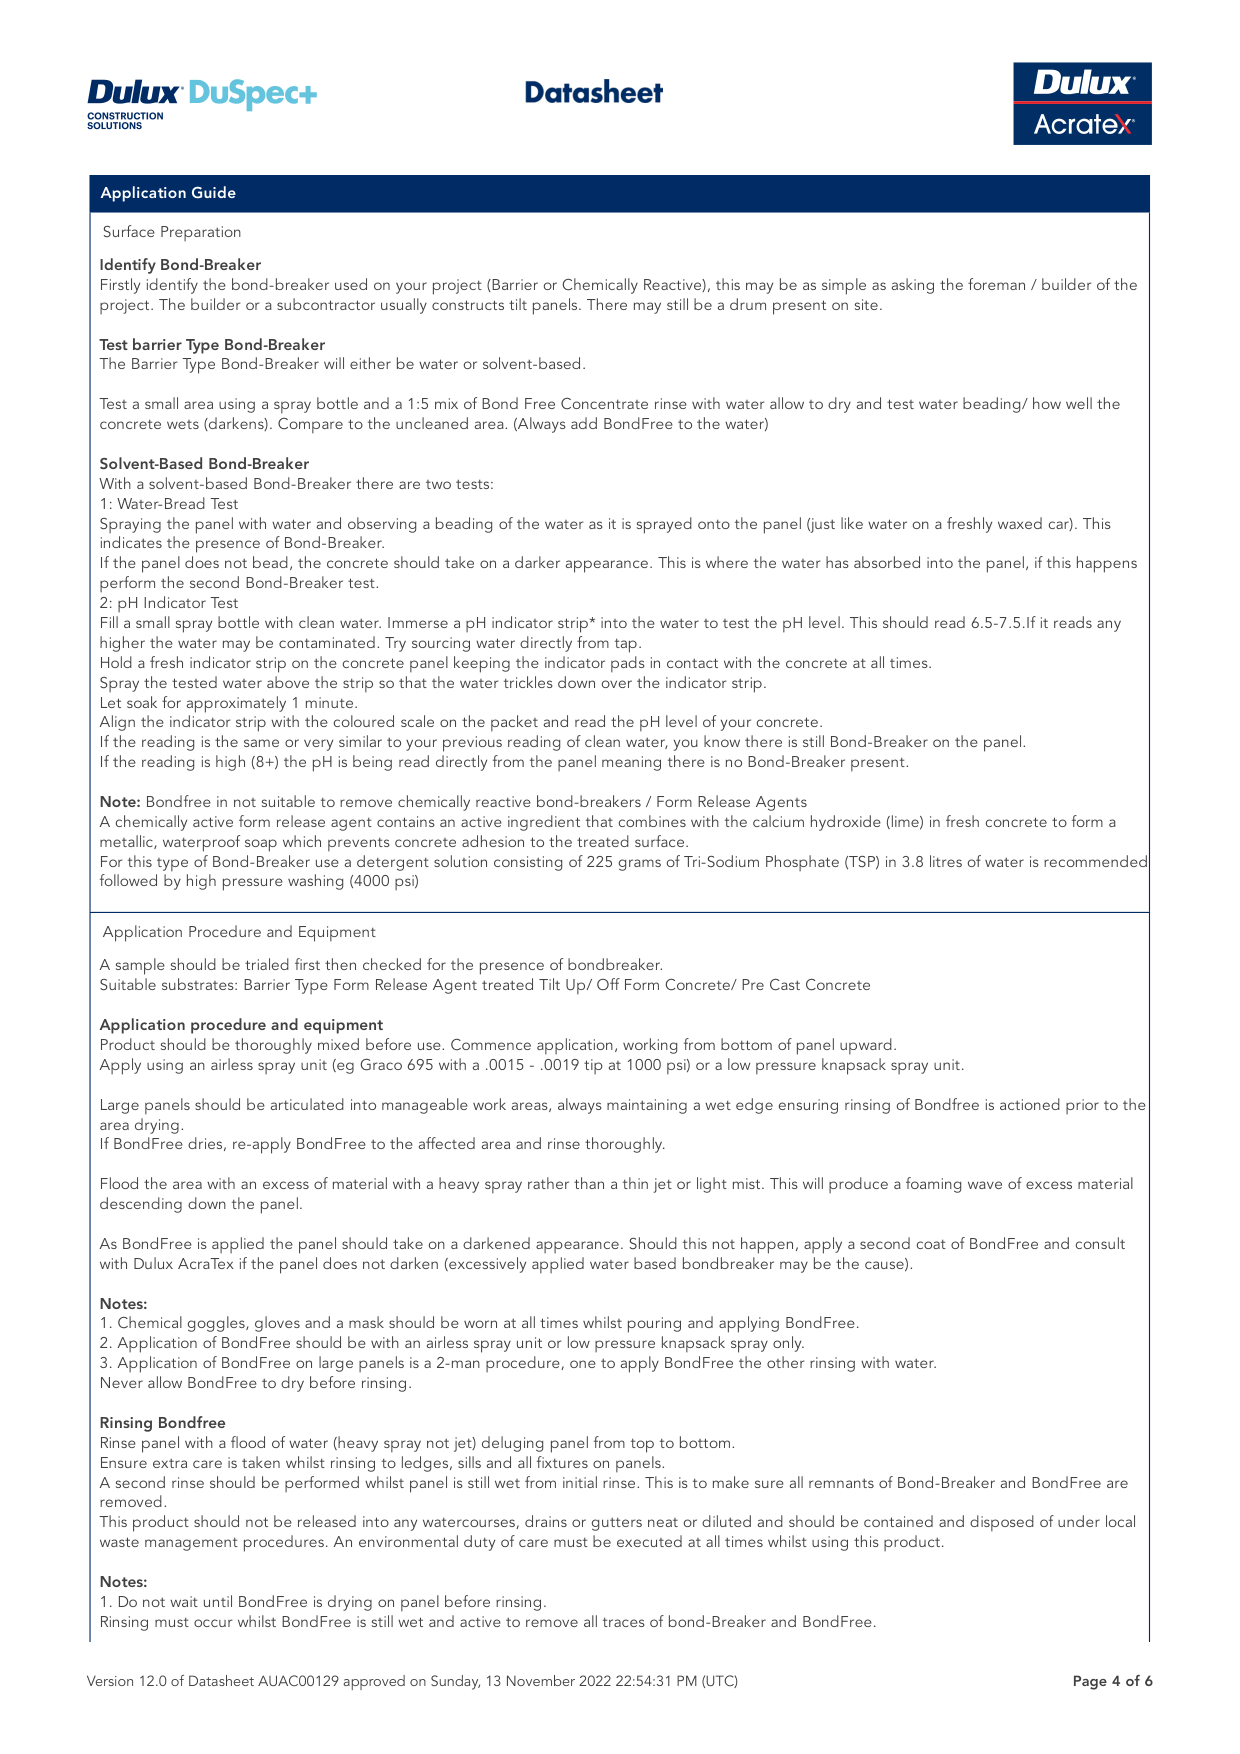 Dulux DuSpec+
CONSTRUCTION
SOLUTIONS
Datasheet
Dulux
Acratex
Application Guide
Surface Preparation
Identify Bond-Breaker
Firstly identify the bond-breaker used on your project (Barrier or Chemically Reactive), this may be as simple as asking the foreman / builder of the
project. The builder or a subcontractor usually constructs tilt panels. There may still be a drum present on site.
Test barrier Type Bond-Breaker
The Barrier Type Bond-Breaker will either be water or solvent-based.
Test a small area using a spray bottle and a 1:5 mix of Bond Free Concentrate rinse with water allow to dry and test water beading/ how well the
concrete wets (darkens). Compare to the uncleaned area. (Always add BondFree to the water)
Solvent-Based Bond-Breaker
With a solvent-based Bond-Breaker there are two tests:
1: Water-Bread Test
Spraying the panel with water and observing a beading of the water as it is sprayed onto the panel (just like water on a freshly waxed car). This
indicates the presence of Bond-Breaker.
If the panel does not bead, the concrete should take on a darker appearance. This is where the water has absorbed into the panel, if this happens
perform the second Bond-Breaker test.
2: pH Indicator Test
Fill a small spray bottle with clean water. Immerse a pH indicator strip* into the water to test the pH level. This should read 6.5-7.5.If it reads any
higher the water may be contaminated. Try sourcing water directly from tap.
Hold a fresh indicator strip on the concrete panel keeping the indicator pads in contact with the concrete at all times.
Spray the tested water above the strip so that the water trickles down over the indicator strip.
Let soak for approximately 1 minute.
Align the indicator strip with the coloured scale on the packet and read the pH level of your concrete.
If the reading is the same or very similar to your previous reading of clean water, you know there is still Bond-Breaker on the panel.
If the reading is high (8+) the pH is being read directly from the panel meaning there is no Bond-Breaker present.
Note: Bondfree in not suitable to remove chemically reactive bond-breakers / Form Release Agents
A chemically active form release agent contains an active ingredient that combines with the calcium hydroxide (lime) in fresh concrete to form a
metallic, waterproof soap which prevents concrete adhesion to the treated surface.
For this type of Bond-Breaker use a detergent solution consisting of 225 grams of Tri-Sodium Phosphate (TSP) in 3.8 litres of water is recommended
followed by high pressure washing (4000 psi)
Application Procedure and Equipment
A sample should be trialed first then checked for the presence of bondbreaker.
Suitable substrates: Barrier Type Form Release Agent treated Tilt Up/ Off Form Concrete/ Pre Cast Concrete
Application procedure and equipment
Product should be thoroughly mixed before use. Commence application, working from bottom of panel upward.
Apply using an airless spray unit (eg Graco 695 with a .0015 - .0019 tip at 1000 psi) or a low pressure knapsack spray unit.
Large panels should be articulated into manageable work areas, always maintaining a wet edge ensuring rinsing of Bondfree is actioned prior to the
area drying.
If BondFree dries, re-apply BondFree to the affected area and rinse thoroughly.
Flood the area with an excess of material with a heavy spray rather than a thin jet or light mist. This will produce a foaming wave of excess material
descending down the panel.
As BondFree is applied the panel should take on a darkened appearance. Should this not happen, apply a second coat of BondFree and consult
with Dulux AcraTex if the panel does not darken (excessively applied water based bondbreaker may be the cause).
Notes:
1. Chemical goggles, gloves and a mask should be worn at all times whilst pouring and applying BondFree.
2. Application of BondFree should be with an airless spray unit or low pressure knapsack spray only.
3. Application of BondFree on large panels is a 2-man procedure, one to apply BondFree the other rinsing with water.
Never allow BondFree to dry before rinsing.
Rinsing Bondfree
Rinse panel with a flood of water (heavy spray not jet) deluging panel from top to bottom.
Ensure extra care is taken whilst rinsing to ledges, sills and all fixtures on panels.
A second rinse should be performed whilst panel is still wet from initial rinse. This is to make sure all remnants of Bond-Breaker and BondFree are
removed.
This product should not be released into any watercourses, drains or gutters neat or diluted and should be contained and disposed of under local
waste management procedures. An environmental duty of care must be executed at all times whilst using this product.
Notes:
1. Do not wait until BondFree is drying on panel before rinsing.
Rinsing must occur whilst BondFree is still wet and active to remove all traces of bond-Breaker and BondFree.
Version 12.0 of Datasheet AUAC00129 approved on Sunday, 13 November 2022 22:54:31 PM (UTC)
Page 4 of 6